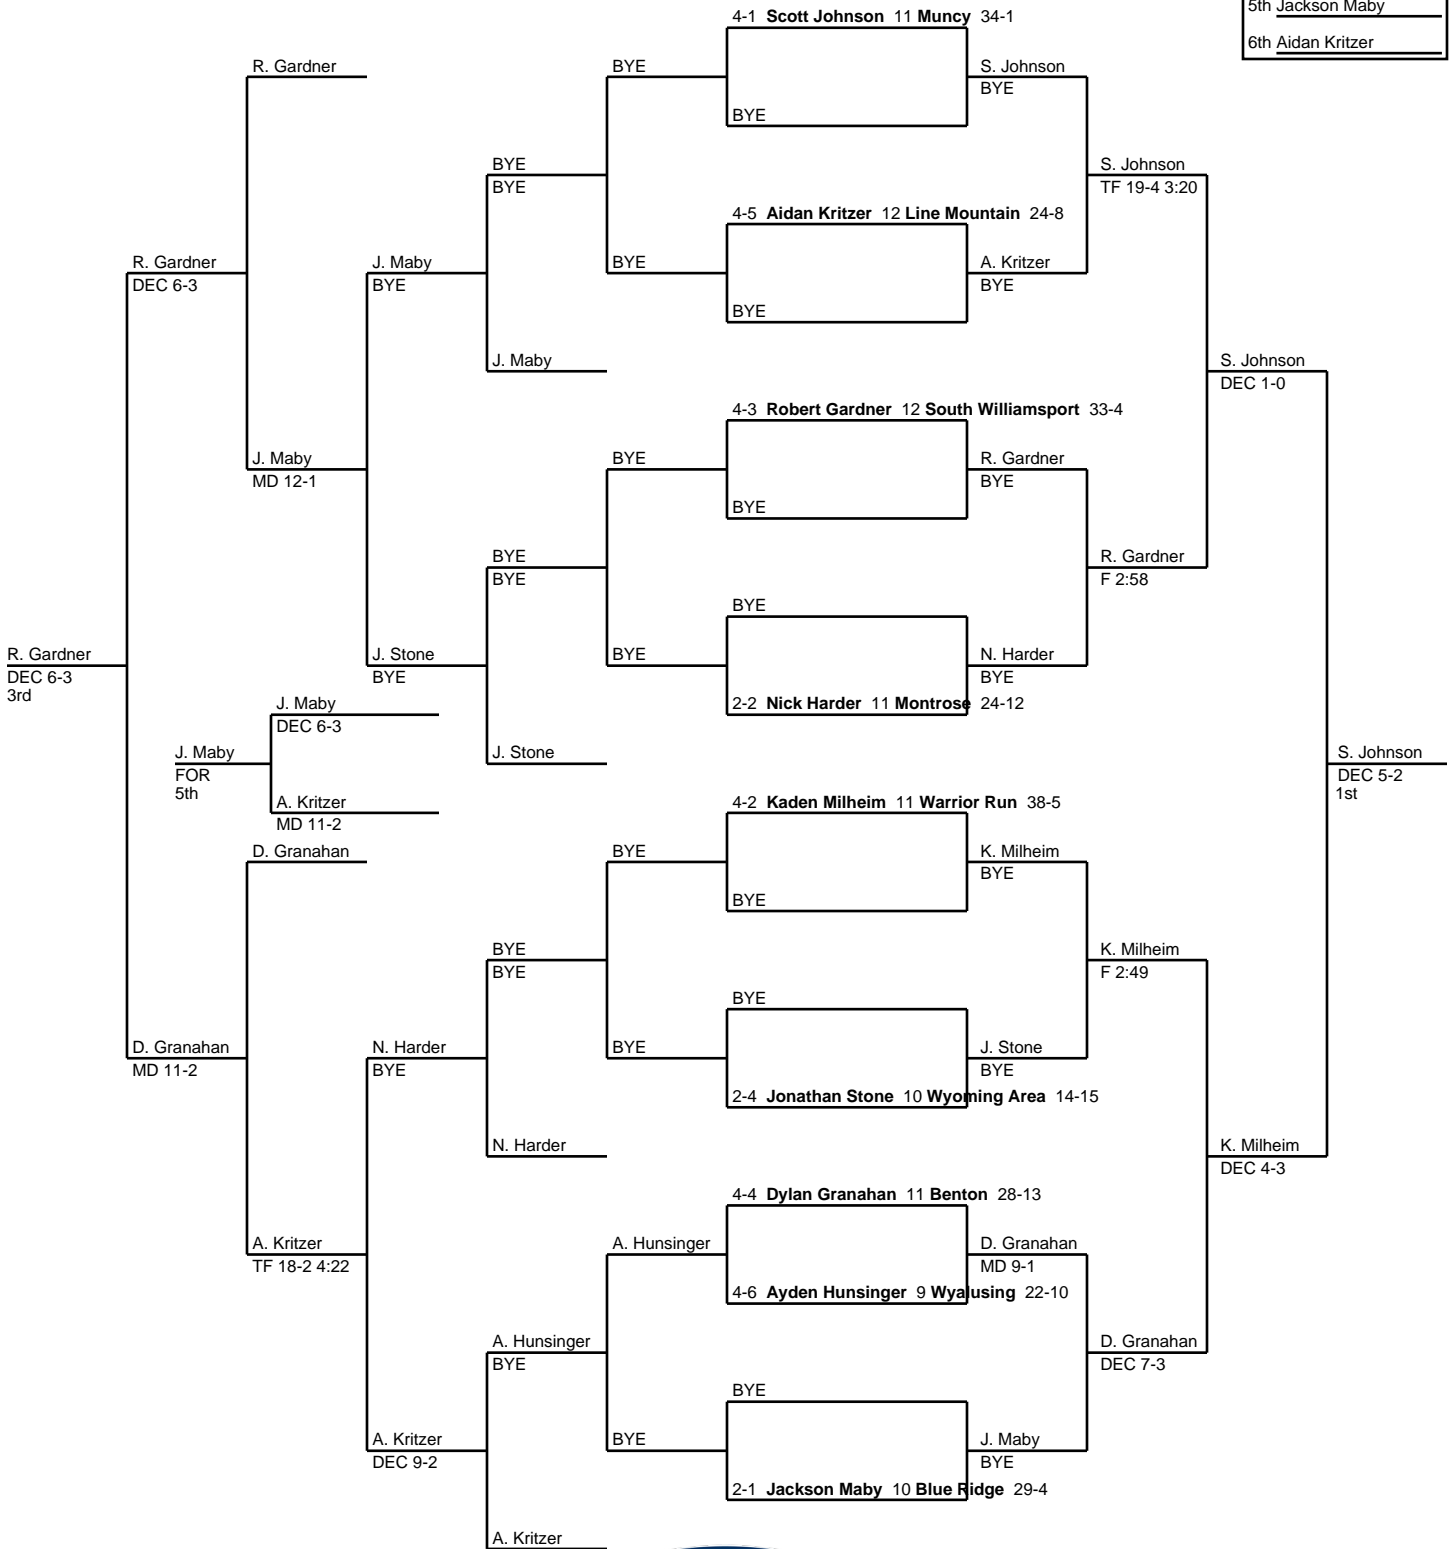 5th Jackson Maby
4-1 Scott Johnson 11 Muncy 34-1
6th Aidan Kritzer
R. Gardner
BYE
S. Johnson
BYE
BYE
BYE
BYE
S. Johnson
TF 19-4 3:20
4-5 Aidan Kritzer 12 Line Mountain 24-8
R. Gardner
DEC 6-3
J. Maby
BYE
BYE
A. Kritzer
BYE
BYE
J. Maby
S. Johnson
DEC 1-0
4-3 Robert Gardner 12 South Williamsport 33-4
J. Maby
MD 12-1
BYE
R. Gardner
BYE
BYE
BYE
BYE
R. Gardner
F 2:58
BYE
R. Gardner
DEC 6-3
3rd
J. Stone
BYE
BYE
N. Harder
BYE
2-2 Nick Harder 11 Montrose 24-12
J. Maby
DEC 6-3
J. Maby
FOR
5th
J. Stone
S. Johnson
DEC 5-2
1st
A. Kritzer
MD 11-2
4-2 Kaden Milheim 11 Warrior Run 38-5
D. Granahan
BYE
K. Milheim
BYE
BYE
BYE
BYE
K. Milheim
F 2:49
BYE
D. Granahan
MD 11-2
N. Harder
BYE
BYE
J. Stone
BYE
2-4 Jonathan Stone 10 Wyoming Area 14-15
N. Harder
K. Milheim
DEC 4-3
4-4 Dylan Granahan 11 Benton 28-13
A. Kritzer
TF 18-2 4:22
A. Hunsinger
D. Granahan
MD 9-1
4-6 Ayden Hunsinger 9 Wyalusing 22-10
A. Hunsinger
BYE
D. Granahan
DEC 7-3
BYE
A. Kritzer
DEC 9-2
BYE
J. Maby
BYE
2-1 Jackson Maby 10 Blue Ridge 29-4
A. Kritzer